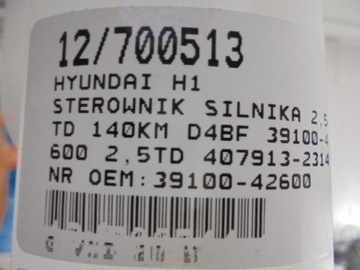 12/700513
HYUNDAI H1
STEROWNIK SILNIKA 2,5
TD 140KM D4BF 39100-4
600 2,5TD 407913-2314
NR OEM:39100-42600